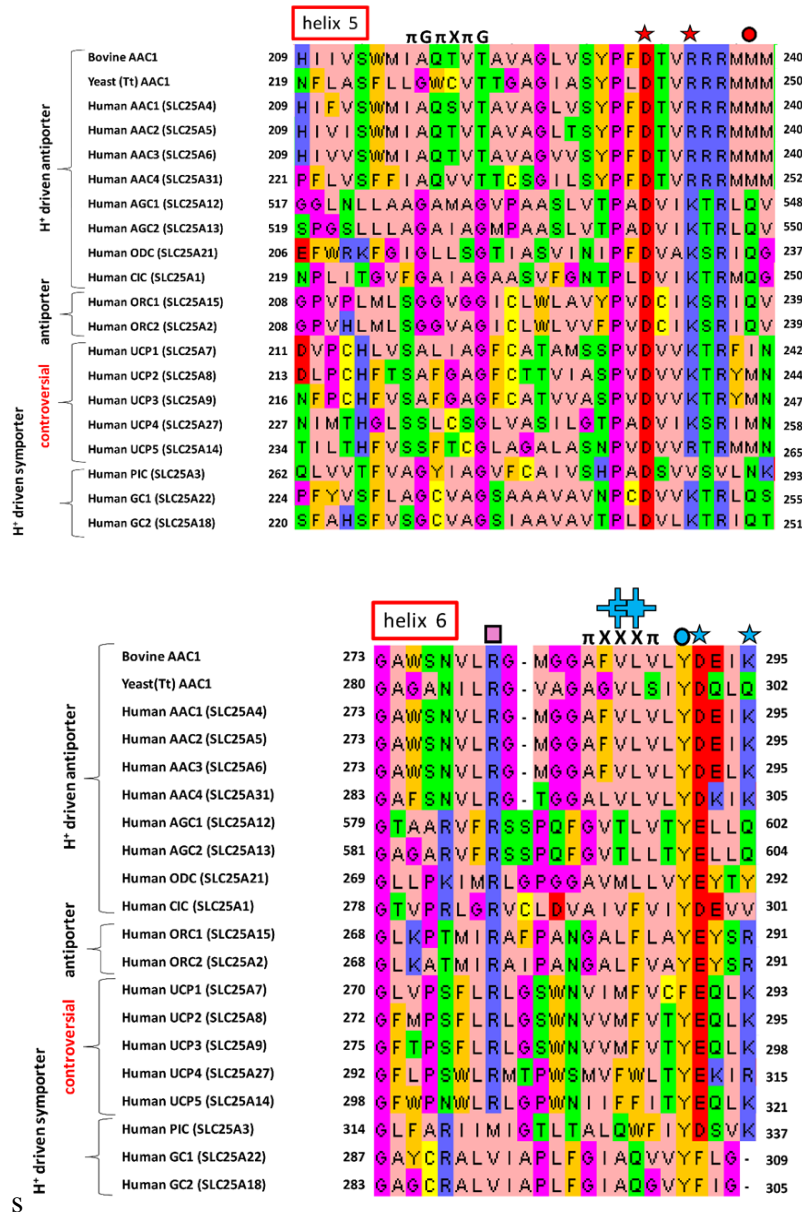 helix 5
πGπXπG
H⁺ driven antiporter
antiporter
controversial
H⁺ driven symporter
Bovine AAC1 209 HIIVSWMIAQTVTAVAGLVSYPFDTVRRRMMM 240
Yeast (Tt) AAC1 219 NFLASFLLGWCVTTGAGIASYPLDTVRRRMMM 250
Human AAC1 (SLC25A4) 209 HIFVSWMIAQSVTAVAGLVSYPFDTVRRRMMM 240
Human AAC2 (SLC25A5) 209 HIVISWMIAQTVTAVAGLTSYPFDTVRRRMMM 240
Human AAC3 (SLC25A6) 209 HIVVSWMIAQTVTAVAGVVSYPFDTVRRRMMM 240
Human AAC4 (SLC25A31) 221 PFLVSFFIAQVVTTCSGILSYPFDTVRRRMMM 252
Human AGC1 (SLC25A12) 517 GGLNLLAAGAMAGVPAASLVTPADVIKTRLQV 548
Human AGC2 (SLC25A13) 519 SPGSLLLAGAIAGMPAASLVTPADVIKTRLQV 550
Human ODC (SLC25A21) 206 EFWRKFGIGLLSGTIASVINIPFDVAKSRIQG 237
Human CIC (SLC25A1) 219 NPLITGVFGAIAGAASVFGNTPLDVIKTRMQG 250
Human ORC1 (SLC25A15) 208 GPVPLMLSGGVGGICLWLAVYPVDCIKSRIQV 239
Human ORC2 (SLC25A2) 208 GPVHLMLSGGVAGICLWLVVFPVDCIKSRIQV 239
Human UCP1 (SLC25A7) 211 DVPCHLVSALIAGFCATAMSSPVDVVKTRFIN 242
Human UCP2 (SLC25A8) 213 DLPCHFTSAFGAGFCTTVIASPVDVVKTRYMN 244
Human UCP3 (SLC25A9) 216 NFPCHFVSAFGAGFCATVVASPVDVVKTRYMN 247
Human UCP4 (SLC25A27) 227 NIMTHGLSSLCSGLVASILGTPADVIKSRIMN 258
Human UCP5 (SLC25A14) 234 TILTHFVSSFTCGLAGALASNPVDVVRTRMMN 265
Human PIC (SLC25A3) 262 QLVVTFVAGYIAGVFCAIVSHPADSVVSVLNK 293
Human GC1 (SLC25A22) 224 PFYVSFLAGCVAGSAAAVAVNPCDVVKTRLQS 255
Human GC2 (SLC25A18) 220 SFAHSFVSGCVAGSIAAVAVTPLDVLKTRIQT 251
helix 6
πXXXπ
H⁺ driven antiporter
antiporter
controversial
H⁺ driven symporter
Bovine AAC1 273 GAWSNVLRG-MGGAFVLVLYDEIK 295
Yeast(Tt) AAC1 280 GAGANILRG-VAGAGVLSIYDQLQ 302
Human AAC1 (SLC25A4) 273 GAWSNVLRG-MGGAFVLVLYDEIK 295
Human AAC2 (SLC25A5) 273 GAWSNVLRG-MGGAFVLVLYDEIK 295
Human AAC3 (SLC25A6) 273 GAWSNVLRG-MGGAFVLVLYDELK 295
Human AAC4 (SLC25A31) 283 GAFSNVLRG-TGGALVLVLYDKIK 305
Human AGC1 (SLC25A12) 579 GTAARVFRSSPQFGVTLVTYELLQ 602
Human AGC2 (SLC25A13) 581 GAGARVFRSSPQFGVTLLTYELLQ 604
Human ODC (SLC25A21) 269 GLLPKIMRLGPGGAVMLLVYEYTY 292
Human CIC (SLC25A1) 278 GTVPRLGRVCLDVAIVFVIYDEVV 301
Human ORC1 (SLC25A15) 268 GLKPTMIRAFPANGALFLAYEYSR 291
Human ORC2 (SLC25A2) 268 GLKATMIRAIPANGALFVAYEYSR 291
Human UCP1 (SLC25A7) 270 GLVPSFLRLGSWNVIMFVCFEQLK 293
Human UCP2 (SLC25A8) 272 GFMPSFLRLGSWNVVMFVTYEQLK 295
Human UCP3 (SLC25A9) 275 GFTPSFLRLGSWNVVMFVTYEQLK 298
Human UCP4 (SLC25A27) 292 GFLPSWLRMTPWSMVFWLTYEKIR 315
Human UCP5 (SLC25A14) 298 GFWPNWLRLGPWNIIFFITYEQLK 321
Human PIC (SLC25A3) 314 GLFARIIMIGTLTALQWFIYDSVK 337
Human GC1 (SLC25A22) 287 GAYCRALVIAPLFGIAQVVYFLG- 309
Human GC2 (SLC25A18) 283 GAGCRALVIAPLFGIAQGVYFIG- 305
S